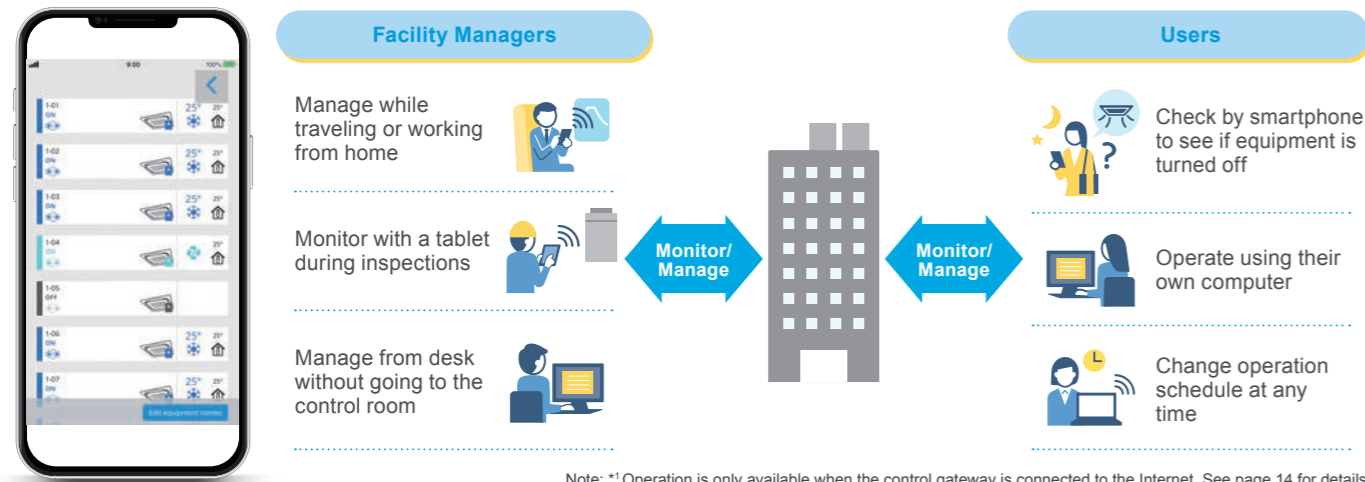 9:00
100%
1-01
ON
25°
25°
1-02
ON
25°
25°
1-03
ON
25°
25°
1-04
ON
25°
1-05
OFF
1-06
ON
25°
25°
1-07
ON
25°
25°
Edit equipment names
Facility Managers
Manage while
traveling or working
from home
Monitor with a tablet
during inspections
Manage from desk
without going to the
control room
Monitor/
Manage
Monitor/
Manage
Users
?
Check by smartphone
to see if equipment is
turned off
Operate using their
own computer
Change operation
schedule at any
time
Note: *1 Operation is only available when the control gateway is connected to the Internet. See page 14 for details